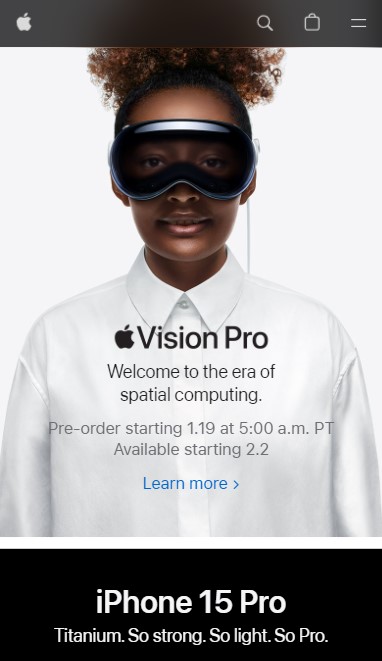 Vision Pro
Welcome to the era of
spatial computing.
Pre-order starting 1.19 at 5:00 a.m. PT
Available starting 2.2
Learn more >
iPhone 15 Pro
Titanium. So strong. So light. So Pro.